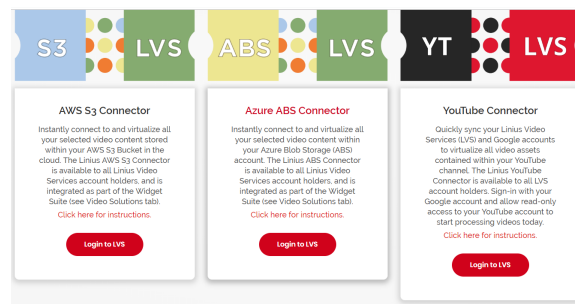 S3
LVS
ABS
LVS
YT
LVS
AWS S3 Connector
Instantly connect to and virtualize all
your selected video content stored
within your AWS S3 Bucket in the
cloud. The Linius AWS S3 Connector
is available to all Linius Video
Services account holders, and is
integrated as part of the Widget
Suite (see Video Solutions tab).
Click here for instructions.
Login to LVS
Azure ABS Connector
Instantly connect to and virtualize all
your selected video content within
your Azure Blob Storage (ABS)
account. The Linius ABS Connector
is available to all Linius Video
Services account holders, and is
integrated as part of the Widget
Suite (see Video Solutions tab).
Click here for instructions.
Login to LVS
YouTube Connector
Quickly sync your Linius Video
Services (LVS) and Google accounts
to virtualize all video assets
contained within your YouTube
channel. The Linius YouTube
Connector is available to all LVS
account holders. Sign-in with your
Google account and allow read-only
access to your YouTube account to
start processing videos today.
Click here for instructions.
Login to LVS